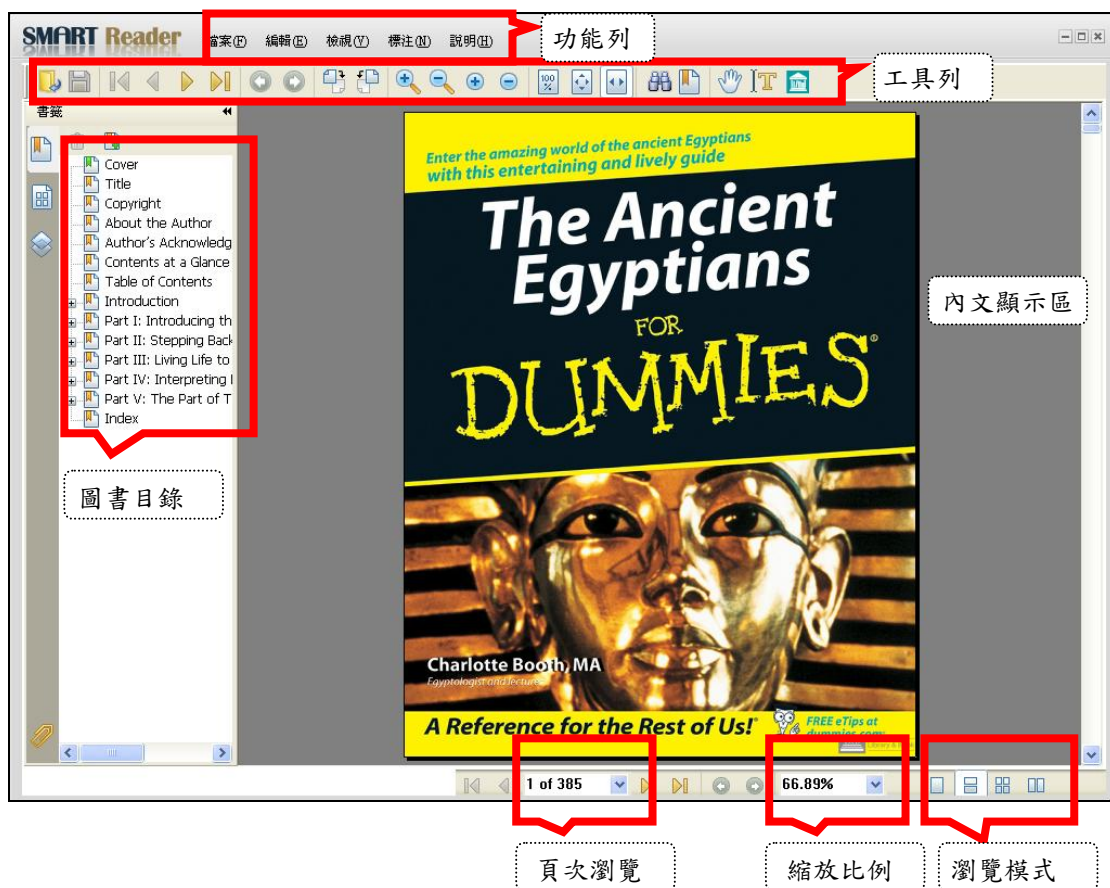 SMART Reader
檔案(F) 編輯(E) 檢視(V) 標注(N) 說明(H)
功能列
工具列
100%
T
書籤
Cover
Title
Copyright
About the Author
Author's Acknowledg
Contents at a Glance
Table of Contents
Introduction
Part I: Introducing th
Part II: Stepping Back
Part III: Living Life to
Part IV: Interpreting
Part V: The Part of T
Index
圖書目錄
Enter the amazing world of the ancient Egyptians
with this entertaining and lively guide
The Ancient
Egyptians
FOR
DUMMIES®
內文顯示區
Charlotte Booth, MA
Egyptologist and lecturer
A Reference for the Rest of Us!®
FREE eTips at
dummies.com®
1 of 385
66.89%
頁次瀏覽
縮放比例
瀏覽模式